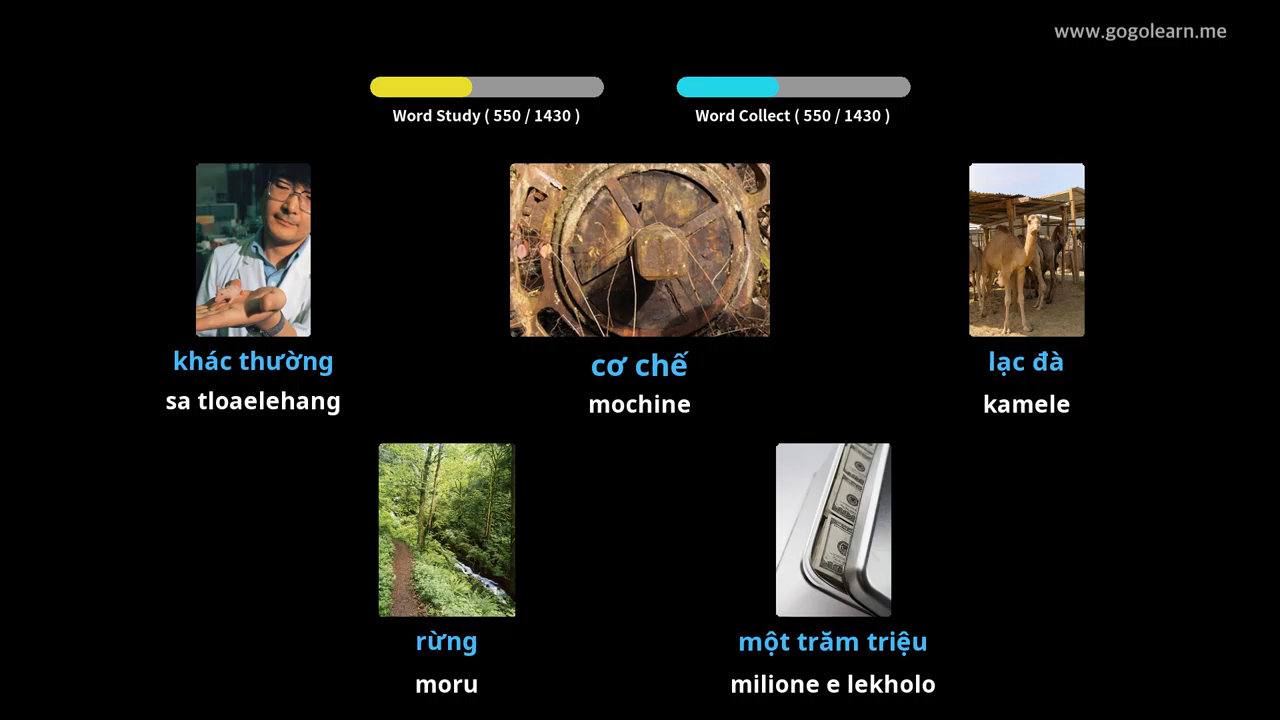 www.gogolearn.me
Word Study ( 550 / 1430 )
Word Collect ( 550 / 1430 )
khác thường
sa tloaelehang
cơ chế
mochine
lạc đà
kamele
rừng
moru
một trăm triệu
milione e lekholo